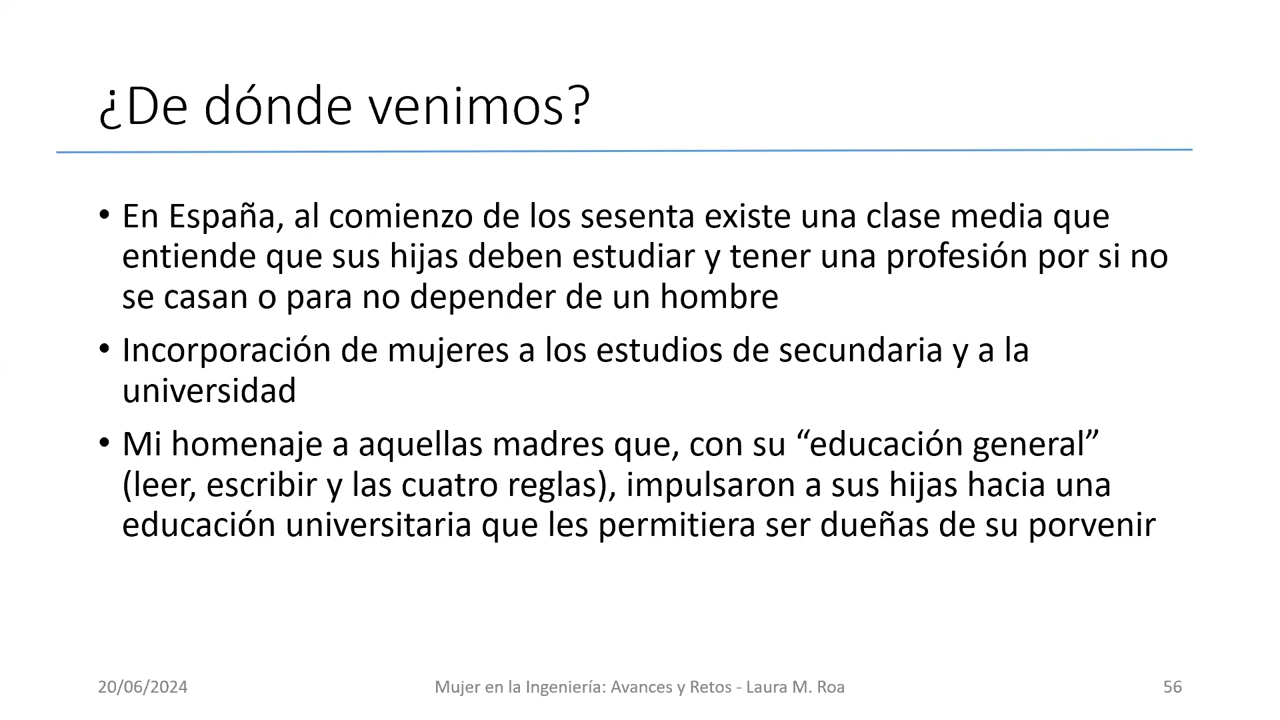 ¿De dónde venimos?
• En España, al comienzo de los sesenta existe una clase media que
entiende que sus hijas deben estudiar y tener una profesión por si no
se casan o para no depender de un hombre
• Incorporación de mujeres a los estudios de secundaria y a la
universidad
• Mi homenaje a aquellas madres que, con su “educación general”
(leer, escribir y las cuatro reglas), impulsaron a sus hijas hacia una
educación universitaria que les permitiera ser dueñas de su porvenir
20/06/2024
Mujer en la Ingeniería: Avances y Retos - Laura M. Roa
56